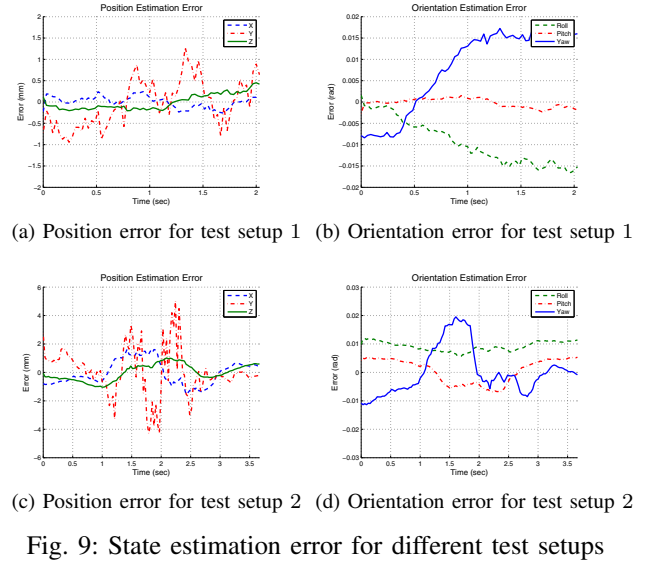 Position Estimation Error
X
Y
Z
2
1.5
1
0.5
0
−0.5
−1
−1.5
−2
Error (mm)
0 0.5 1 1.5 2
Time (sec)
Orientation Estimation Error
Roll
Pitch
Yaw
0.02
0.015
0.01
0.005
0
−0.005
−0.01
−0.015
−0.02
Error (rad)
0 0.5 1 1.5 2
Time (sec)
(a) Position error for test setup 1 (b) Orientation error for test setup 1
Position Estimation Error
X
Y
Z
6
4
2
0
−2
−4
−6
Error (mm)
0 0.5 1 1.5 2 2.5 3 3.5
Time (sec)
Orientation Estimation Error
Roll
Pitch
Yaw
0.03
0.02
0.01
0
−0.01
−0.02
−0.03
Error (rad)
0 0.5 1 1.5 2 2.5 3 3.5
Time (sec)
(c) Position error for test setup 2 (d) Orientation error for test setup 2
Fig. 9: State estimation error for different test setups